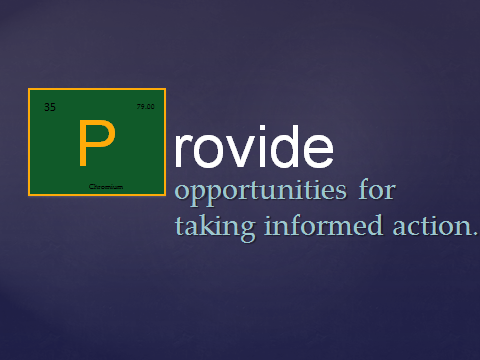 35 79.00
P
Chromium
rovide
opportunities for
taking informed action.